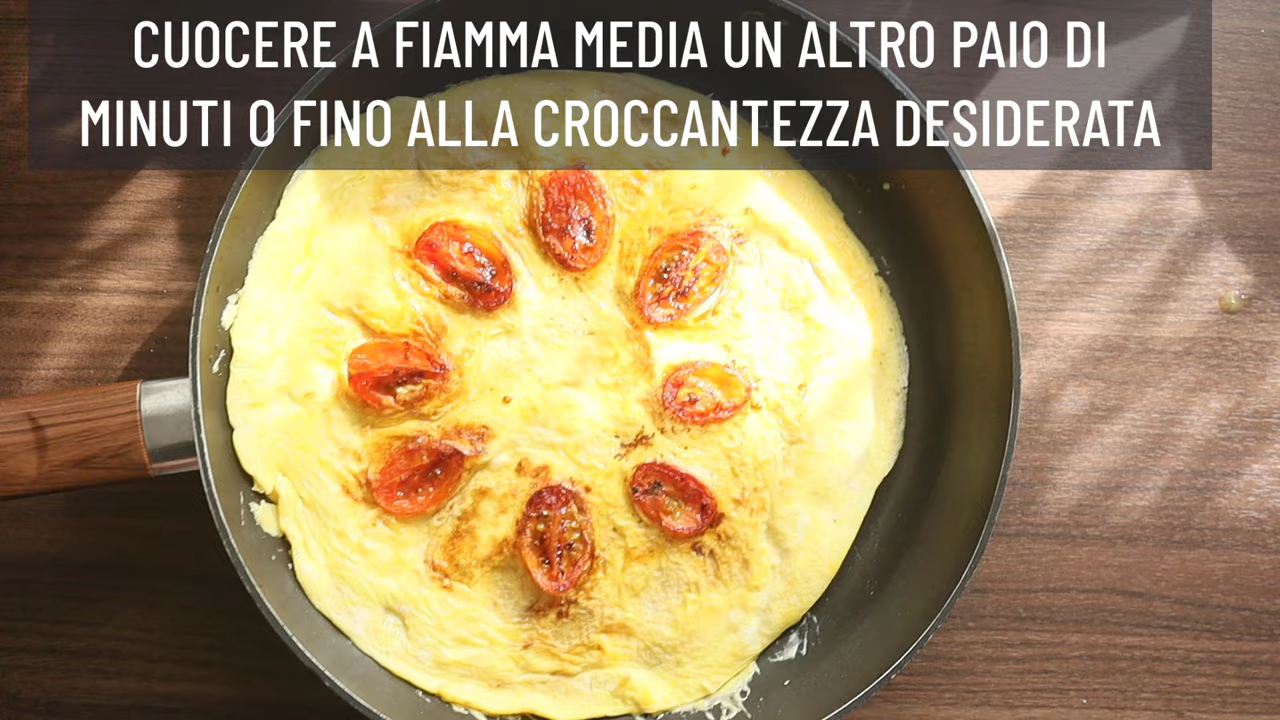 CUOCERE A FIAMMA MEDIA UN ALTRO PAIO DI
MINUTI O FINO ALLA CROCCANTEZZA DESIDERATA